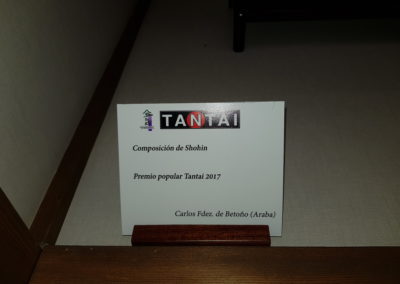 TANTAI
Composición de Shohin
Premio popular Tantai 2017
Carlos Fdez. de Betoño (Araba)